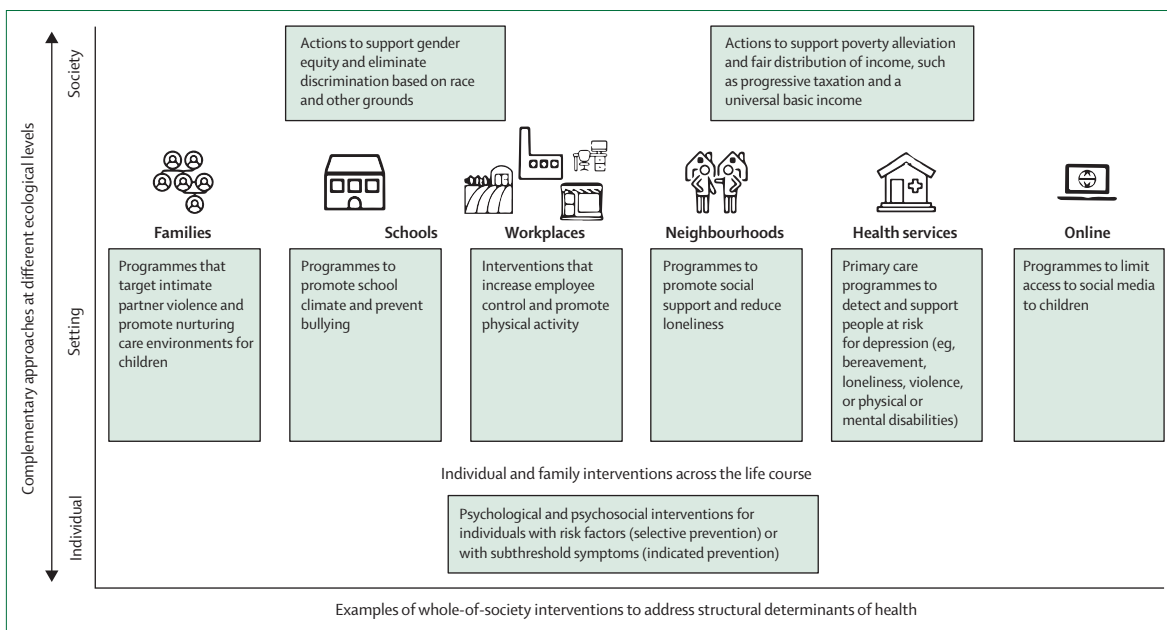 Complementary approaches at different ecological levels
Society
Actions to support gender
equity and eliminate
discrimination based on race
and other grounds
Actions to support poverty alleviation
and fair distribution of income, such
as progressive taxation and a
universal basic income
Setting
Families
Programmes that
target intimate
partner violence and
promote nurturing
care environments for
children
Schools
Programmes to
promote school
climate and prevent
bullying
Workplaces
Interventions that
increase employee
control and promote
physical activity
Neighbourhoods
Programmes to
promote social
support and reduce
loneliness
Health services
Primary care
programmes to
detect and support
people at risk
for depression (eg,
bereavement,
loneliness, violence,
or physical or
mental disabilities)
Online
Programmes to limit
access to social media
to children
Individual
Individual and family interventions across the life course
Psychological and psychosocial interventions for
individuals with risk factors (selective prevention) or
with subthreshold symptoms (indicated prevention)
Examples of whole-of-society interventions to address structural determinants of health